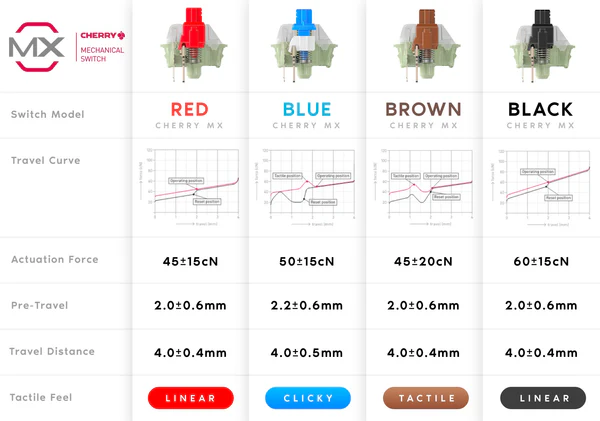 MX
CHERRY
MECHANICAL
SWITCH
Switch Model
RED
CHERRY MX
BLUE
CHERRY MX
BROWN
CHERRY MX
BLACK
CHERRY MX
Travel Curve
Operating position
Reset position
Tactile position
Operating position
Reset position
Tactile position
Operating position
Reset position
Operating position
Reset position
Actuation Force
45±15cN
50±15cN
45±20cN
60±15cN
Pre-Travel
2.0±0.6mm
2.2±0.6mm
2.0±0.6mm
2.0±0.6mm
Travel Distance
4.0±0.4mm
4.0±0.5mm
4.0±0.4mm
4.0±0.4mm
Tactile Feel
LINEAR
CLICKY
TACTILE
LINEAR